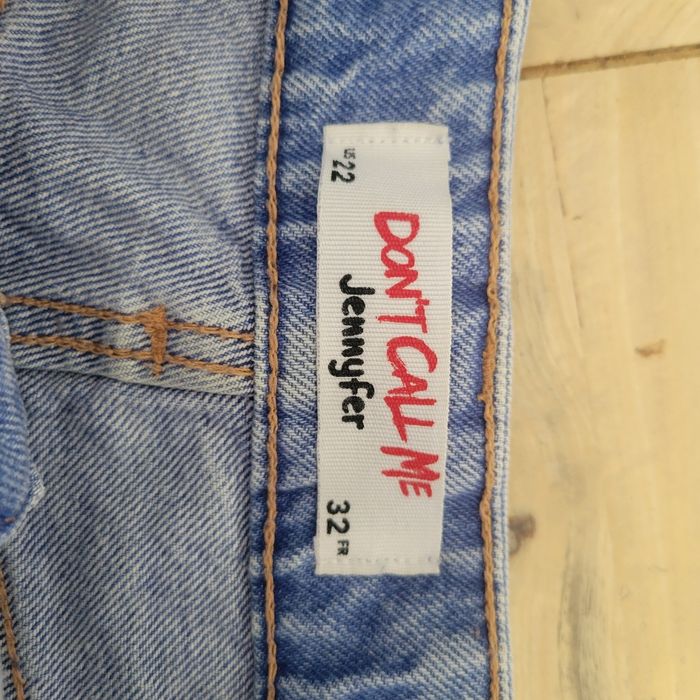 DON'T CALL ME
Jennyfer
US 22
32 FR